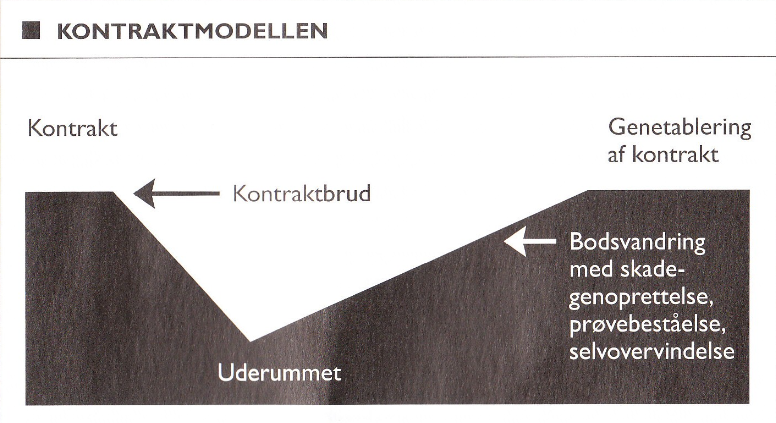 KONTRAKTMODELLEN
Kontrakt
Genetablering
af kontrakt
Kontraktbrud
Bodsvandring
med skade-
genoprettelse,
prøvebeståelse,
selvovervindelse
Uderummet